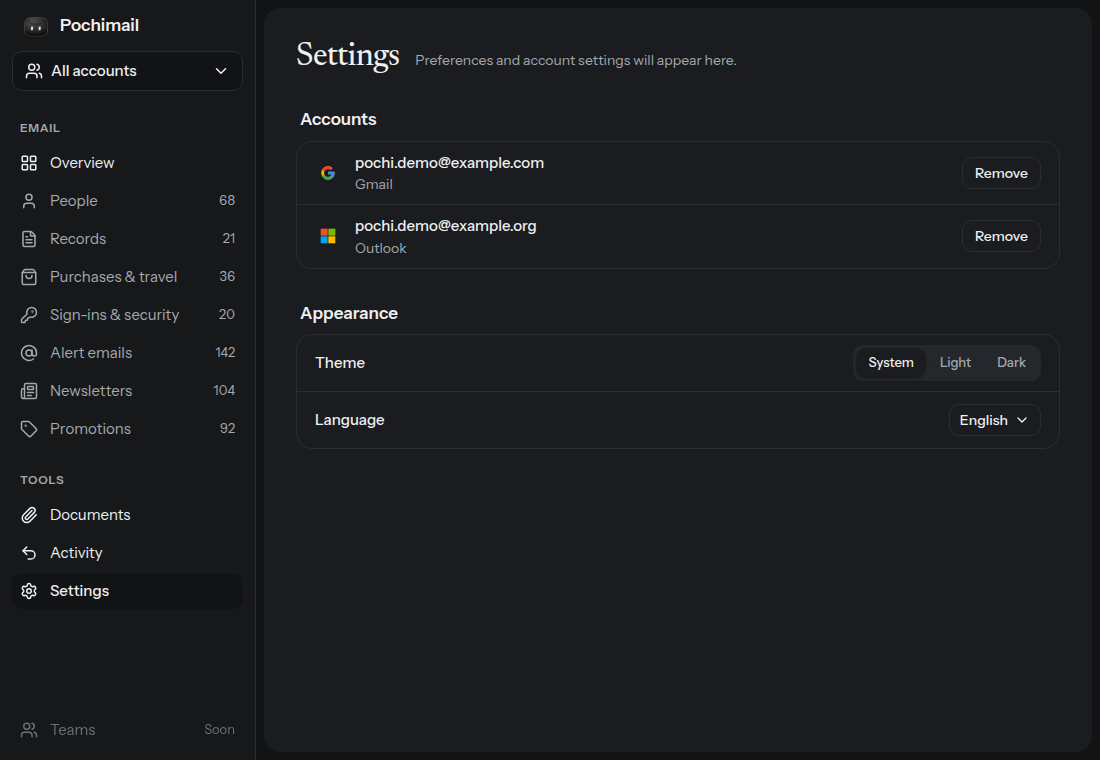 Pochimail
All accounts
EMAIL
Overview
People 68
Records 21
Purchases & travel 36
Sign-ins & security 20
Alert emails 142
Newsletters 104
Promotions 92
TOOLS
Documents
Activity
Settings
Teams Soon
Settings Preferences and account settings will appear here.
Accounts
pochi.demo@example.com
Gmail
Remove
pochi.demo@example.org
Outlook
Remove
Appearance
Theme System Light Dark
Language English